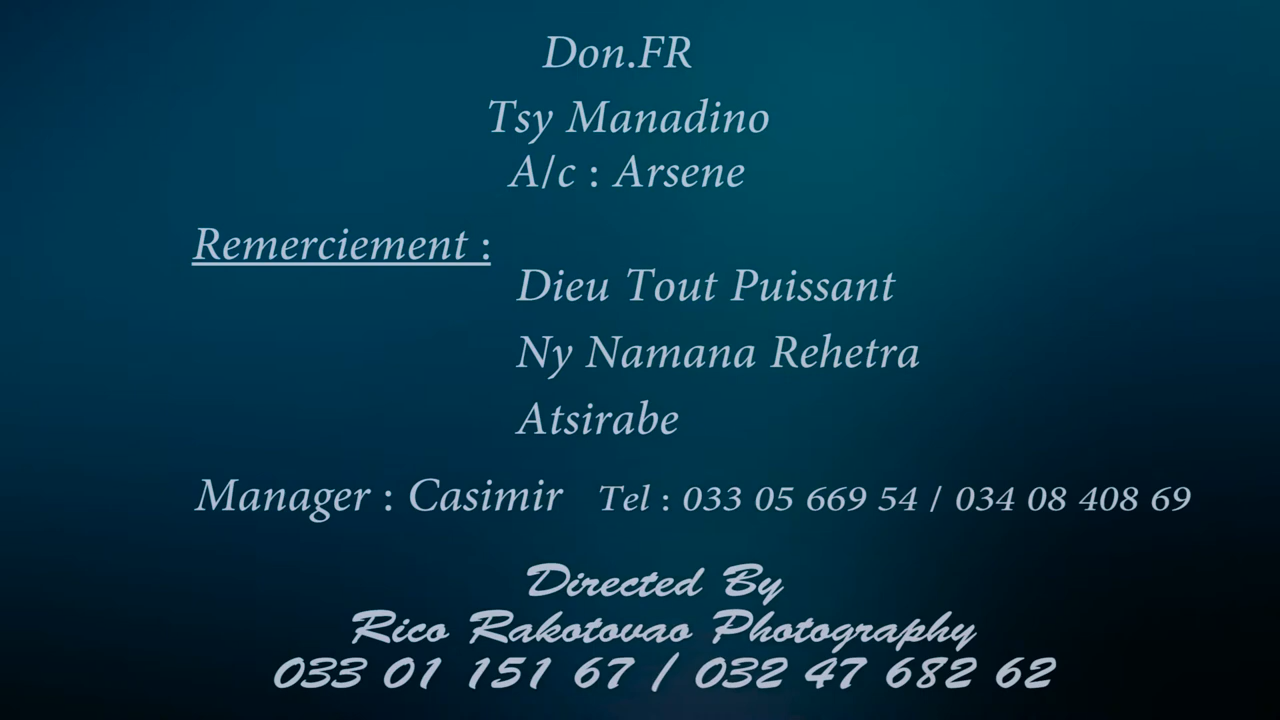 Don.FR
Tsy Manadino
A/c : Arsene
Remerciement :
Dieu Tout Puissant
Ny Namana Rehetra
Atsirabe
Manager : Casimir Tel : 033 05 669 54 / 034 08 408 69
Directed By
Rico Rakotovao Photography
033 01 151 67 / 032 47 682 62